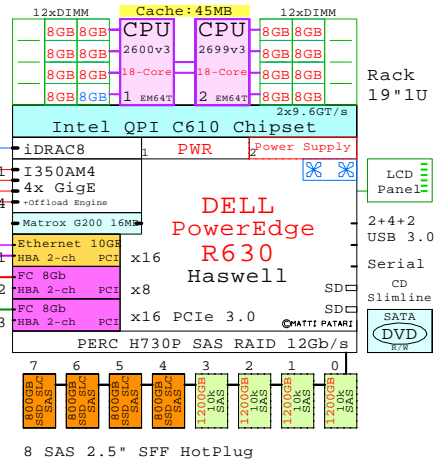 12xDIMM Cache:45MB 12xDIMM
8GB 8GB CPU CPU 8GB 8GB
8GB 8GB 2600v3 2699v3 8GB 8GB
8GB 8GB 18-Core 18-Core 8GB 8GB
8GB 8GB 1 EM64T 2 EM64T 8GB 8GB
Rack
19"1U
2x9.6GT/s
Intel QPI C610 Chipset
iDRAC8 1 PWR 2 Power Supply
1 I350AM4
4x GigE
4 +Offload Engine
LCD
Panel
Matrox G200 16MB
DELL
PowerEdge
R630
Haswell
2+4+2
USB 3.0
Ethernet 10GB
1 HBA 2-ch PCI x16
Serial
FC 8Gb
2 HBA 2-ch PCI x8
SD
CD
Slimline
FC 8Gb
3 HBA 2-ch PCI x16 PCIe 3.0
SD
©MATTI PATARI
SATA
DVD
R/W
PERC H730P SAS RAID 12Gb/s
7 6 5 4 3 2 1 0
800GB SSD SLC SAS
800GB SSD SLC SAS
800GB SSD SLC SAS
800GB SSD SLC SAS
1200GB 10k SAS
1200GB 10k SAS
1200GB 10k SAS
1200GB 10k SAS
8 SAS 2.5" SFF HotPlug